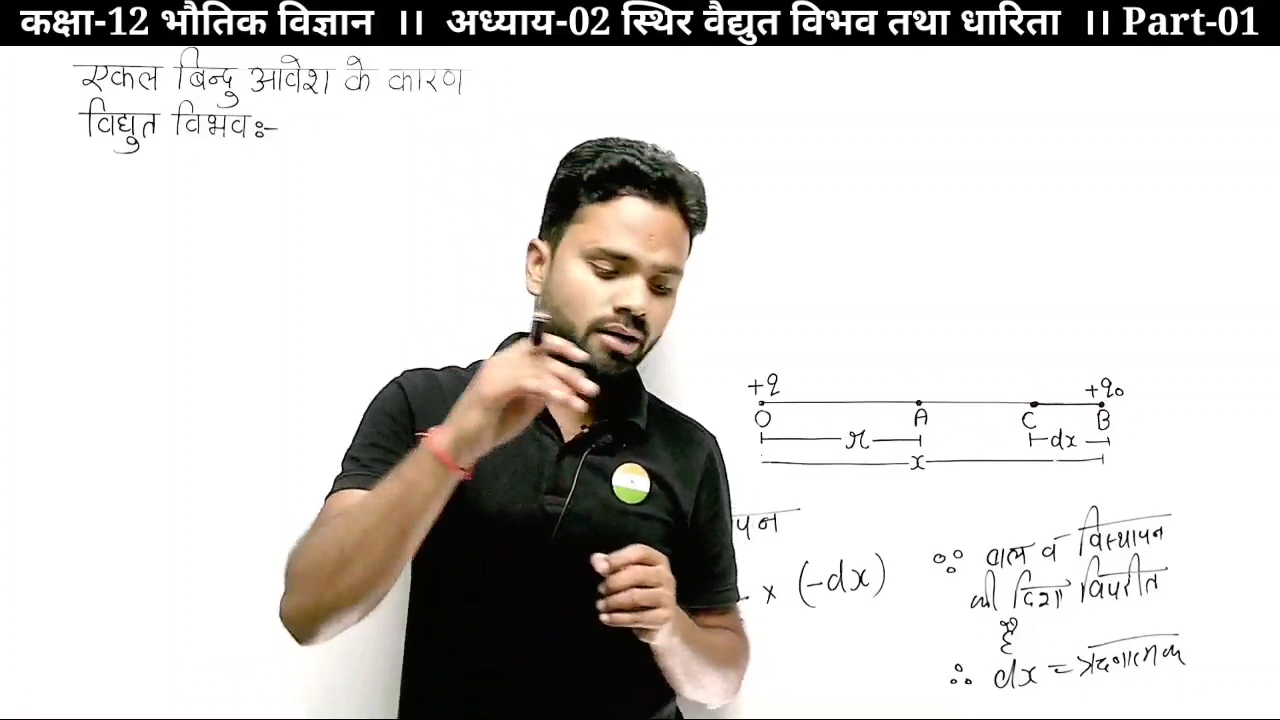 कक्षा-12 भौतिक विज्ञान ।। अध्याय-02 स्थिर वैद्युत विभव तथा धारिता ।। Part-01
एकल बिन्दु आवेश के कारण
विद्युत विभव:-
+q +q₀
O A C B
r dx
x
पन
× (-dx)
∵ बल व विस्थापन
की दिशा विपरीत
है
∴ dx = ऋणात्मक